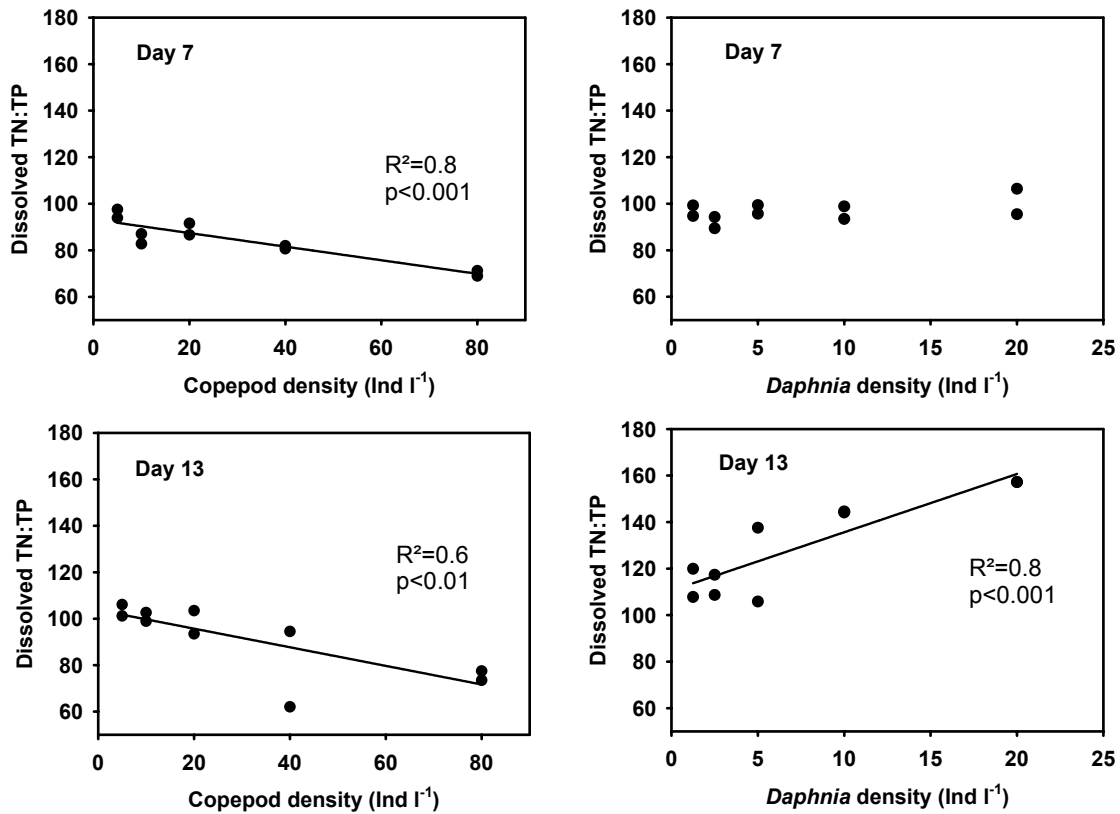 180
160
140
120
100
80
60
Dissolved TN:TP
Day 7
R²=0.8
p<0.001
0 20 40 60 80
Copepod density (Ind l⁻¹)
180
160
140
120
100
80
60
Dissolved TN:TP
Day 7
0 5 10 15 20 25
Daphnia density (Ind l⁻¹)
180
160
140
120
100
80
60
Dissolved TN:TP
Day 13
R²=0.6
p<0.01
0 20 40 60 80
Copepod density (Ind l⁻¹)
180
160
140
120
100
80
60
Dissolved TN:TP
Day 13
R²=0.8
p<0.001
0 5 10 15 20 25
Daphnia density (Ind l⁻¹)